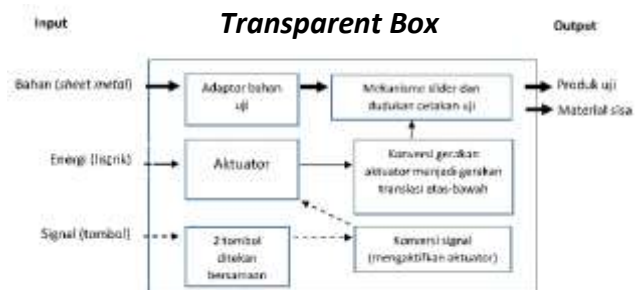 Input
Transparent Box
Output
Bahan (sheet metal)
Adaptor bahan
uji
Mekanisme slider dan
dudukan cetakan uji
Produk uji
Material sisa
Energi (listrik)
Aktuator
Konversi gerakan
aktuator menjadi gerakan
translasi atas-bawah
Signal (tombol)
2 tombol
ditekan
bersamaan
Konversi signal
(mengaktifkan aktuator)